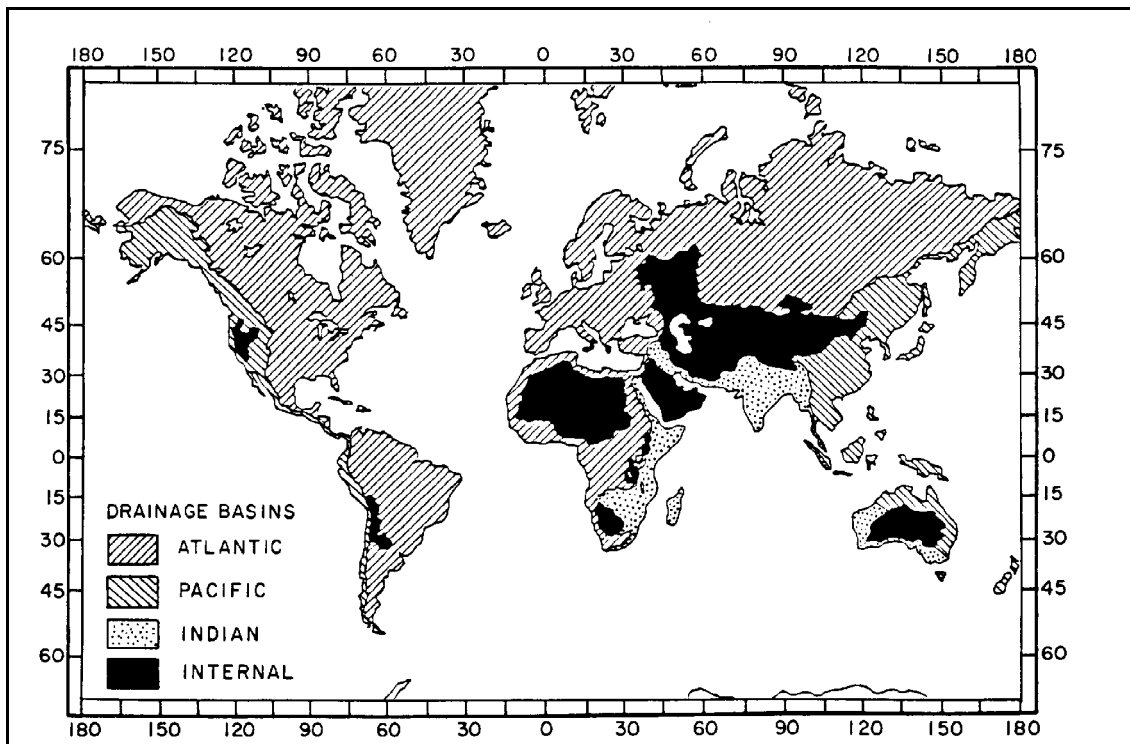 180 150 120 90 60 30 0 30 60 90 120 150 180
75 75
60 60
45 45
30 30
15 15
0 0
15 15
30 30
45 45
60 60
DRAINAGE BASINS
ATLANTIC
PACIFIC
INDIAN
INTERNAL
180 150 120 90 60 30 0 30 60 90 120 150 180